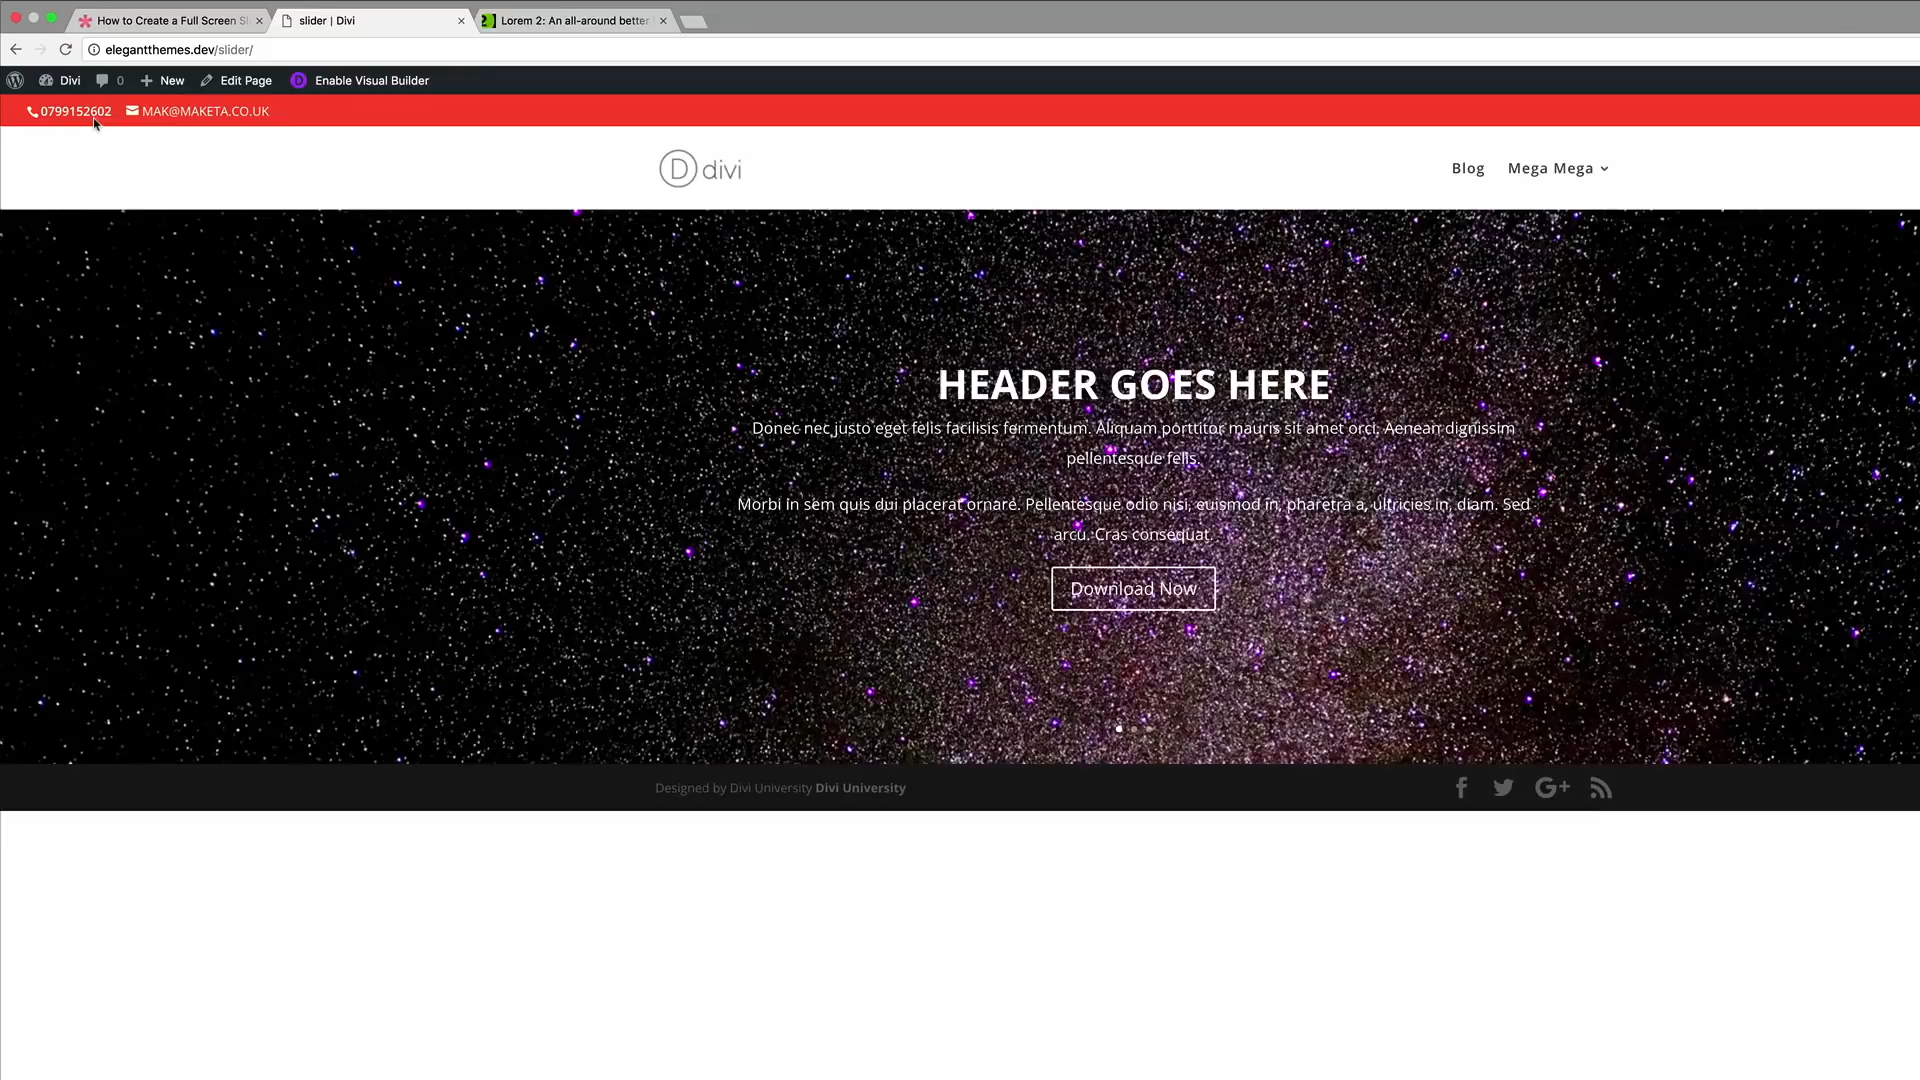 How to Create a Full Screen Sl
slider | Divi
Lorem 2: An all-around better
elegantthemes.dev/slider/
Divi
0
New
Edit Page
D
Enable Visual Builder
0799152602
MAK@MAKETA.CO.UK
D divi
Blog
Mega Mega
HEADER GOES HERE
Donec nec justo eget felis facilisis fermentum. Aliquam porttitor mauris sit amet orci. Aenean dignissim
pellentesque felis.
Morbi in sem quis dui placerat ornare. Pellentesque odio nisi, euismod in, pharetra a, ultricies in, diam. Sed
arcu. Cras consequat.
Download Now
Designed by Divi University Divi University